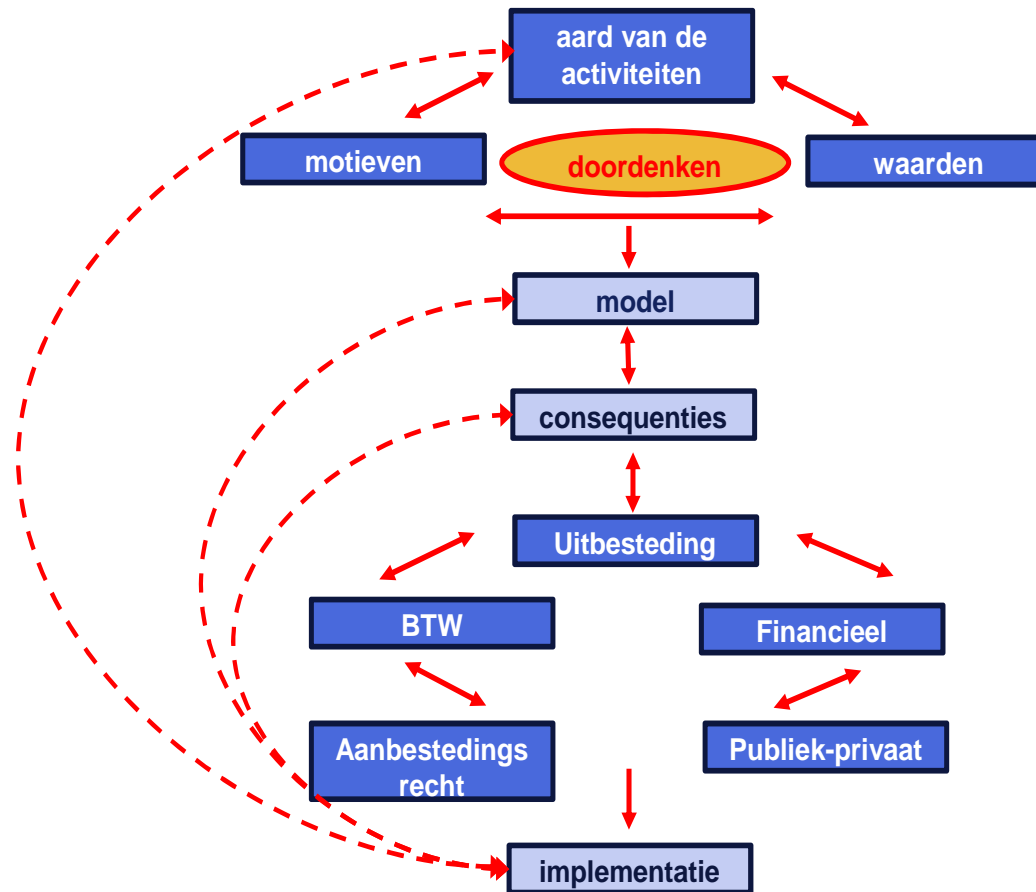 aard van de
activiteiten
motieven
doordenken
waarden
model
consequenties
Uitbesteding
BTW
Financieel
Aanbestedings
recht
Publiek-privaat
implementatie